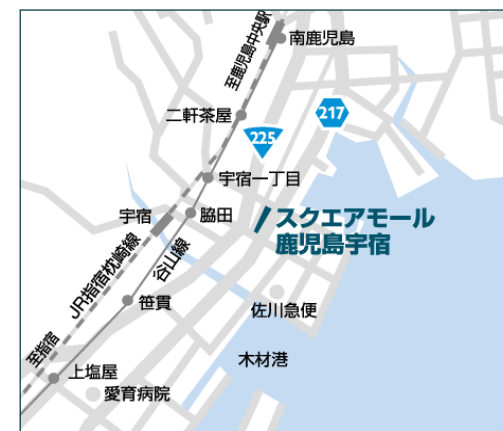 至鹿児島中央駅
南鹿児島
二軒茶屋
225
217
宇宿一丁目
宇宿
脇田
スクエアモール
鹿児島宇宿
JR指宿枕崎線
谷山線
笹貫
佐川急便
至指宿
木材港
上塩屋
愛育病院